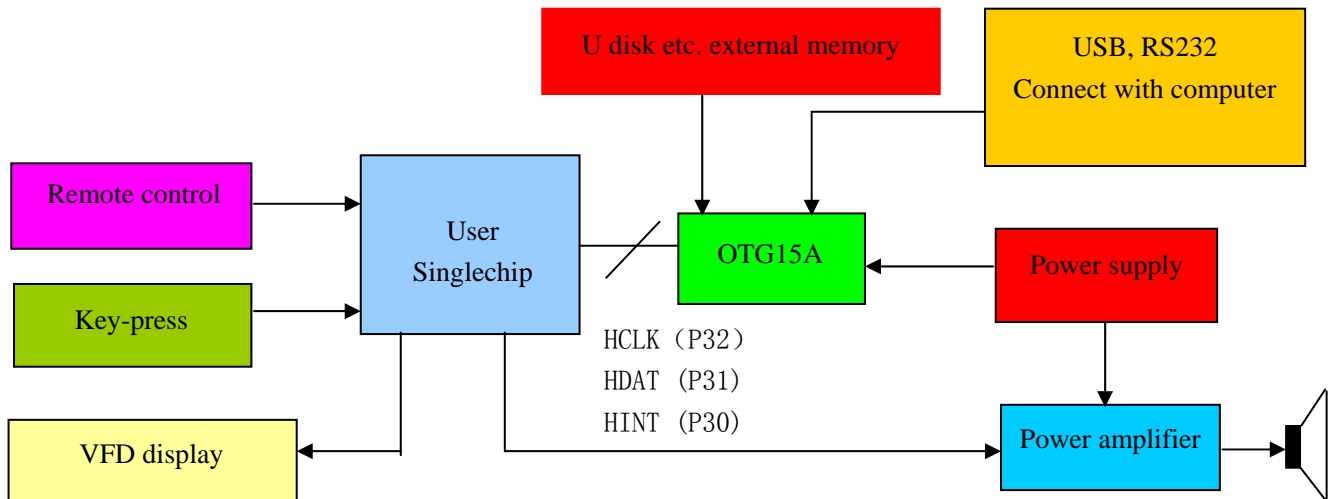 U disk etc. external memory
USB, RS232
Connect with computer
Remote control
User
Singlechip
OTG15A
Power supply
Key-press
HCLK（P32）
HDAT (P31)
HINT (P30)
VFD display
Power amplifier